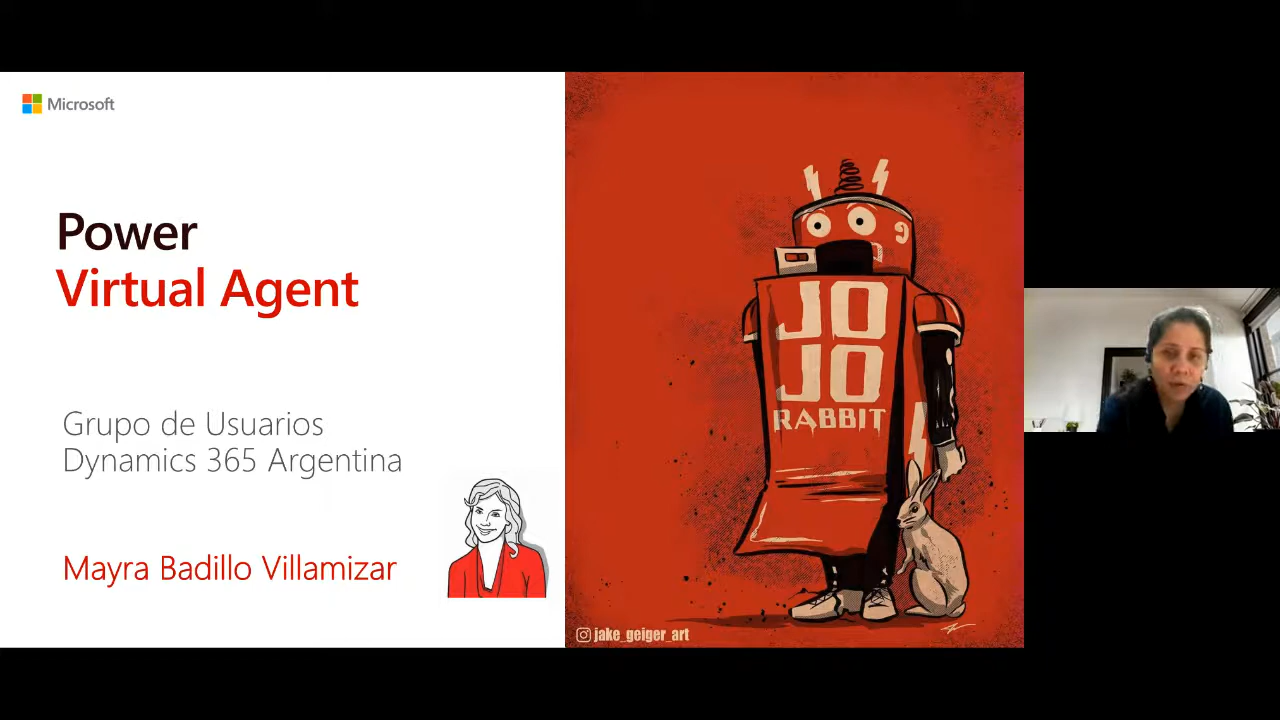 Microsoft
Power
Virtual Agent
Grupo de Usuarios
Dynamics 365 Argentina
Mayra Badillo Villamizar
JO
JO
RABBIT
jake_geiger_art